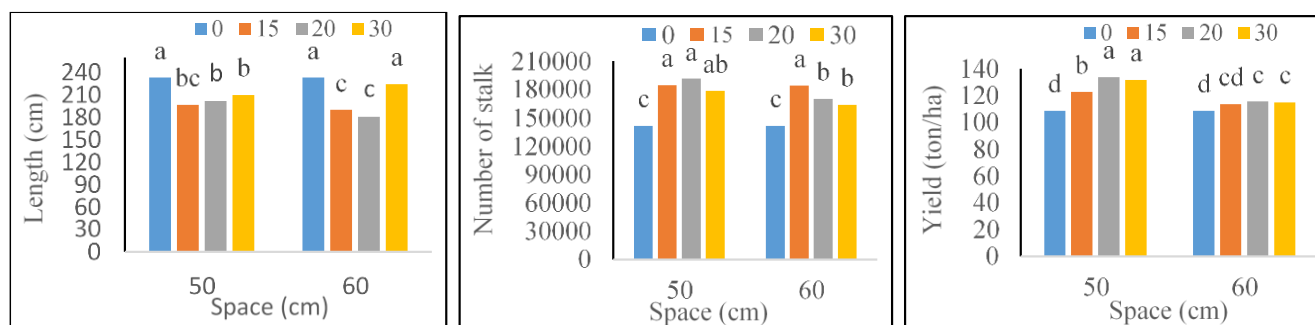 0 15 20 30
a a a
bc b b c c
240
210
180
150
120
90
60
30
0
Length (cm)
50 60
Space (cm)
0 15 20 30
a a ab a
c c b b
210000
180000
150000
120000
90000
60000
30000
0
Number of stalk
50 60
Space (cm)
0 15 20 30
d b a a d cd c c
140
120
100
80
60
40
20
0
Yield (ton/ha)
50 60
Space (cm)